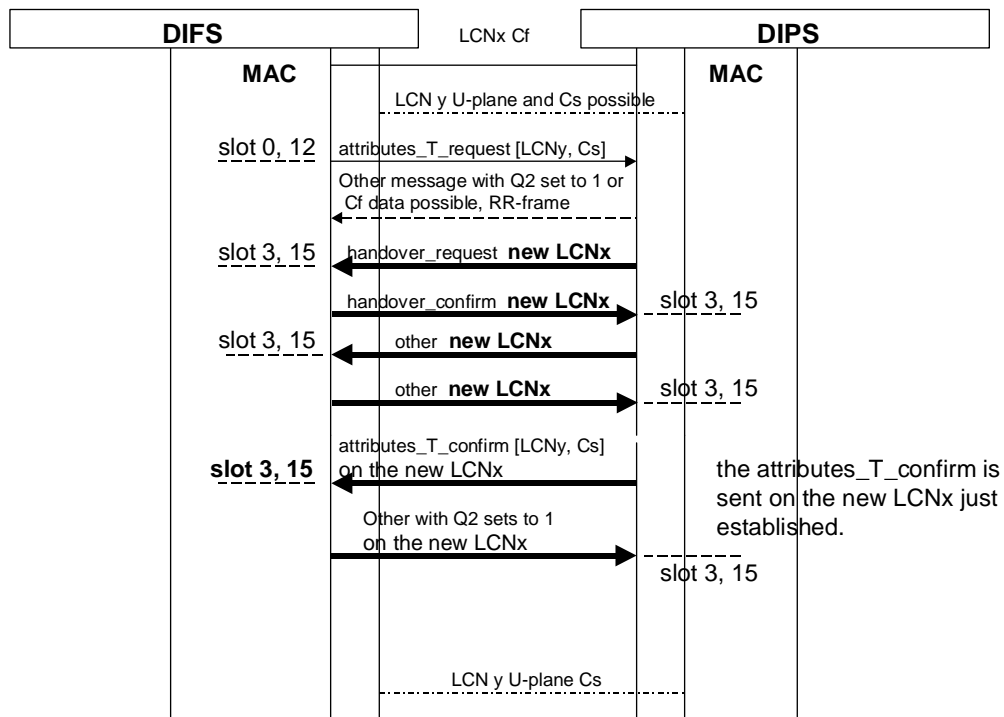 DIFS LCNx Cf DIPS
MAC MAC
LCN y U-plane and Cs possible
slot 0, 12 attributes_T_request [LCNy, Cs]
Other message with Q2 set to 1 or
Cf data possible, RR-frame
slot 3, 15 handover_request new LCNx
handover_confirm new LCNx slot 3, 15
slot 3, 15 other new LCNx
other new LCNx slot 3, 15
attributes_T_confirm [LCNy, Cs]
slot 3, 15 on the new LCNx
the attributes_T_confirm is
sent on the new LCNx just
established.
Other with Q2 sets to 1
on the new LCNx
slot 3, 15
LCN y U-plane Cs